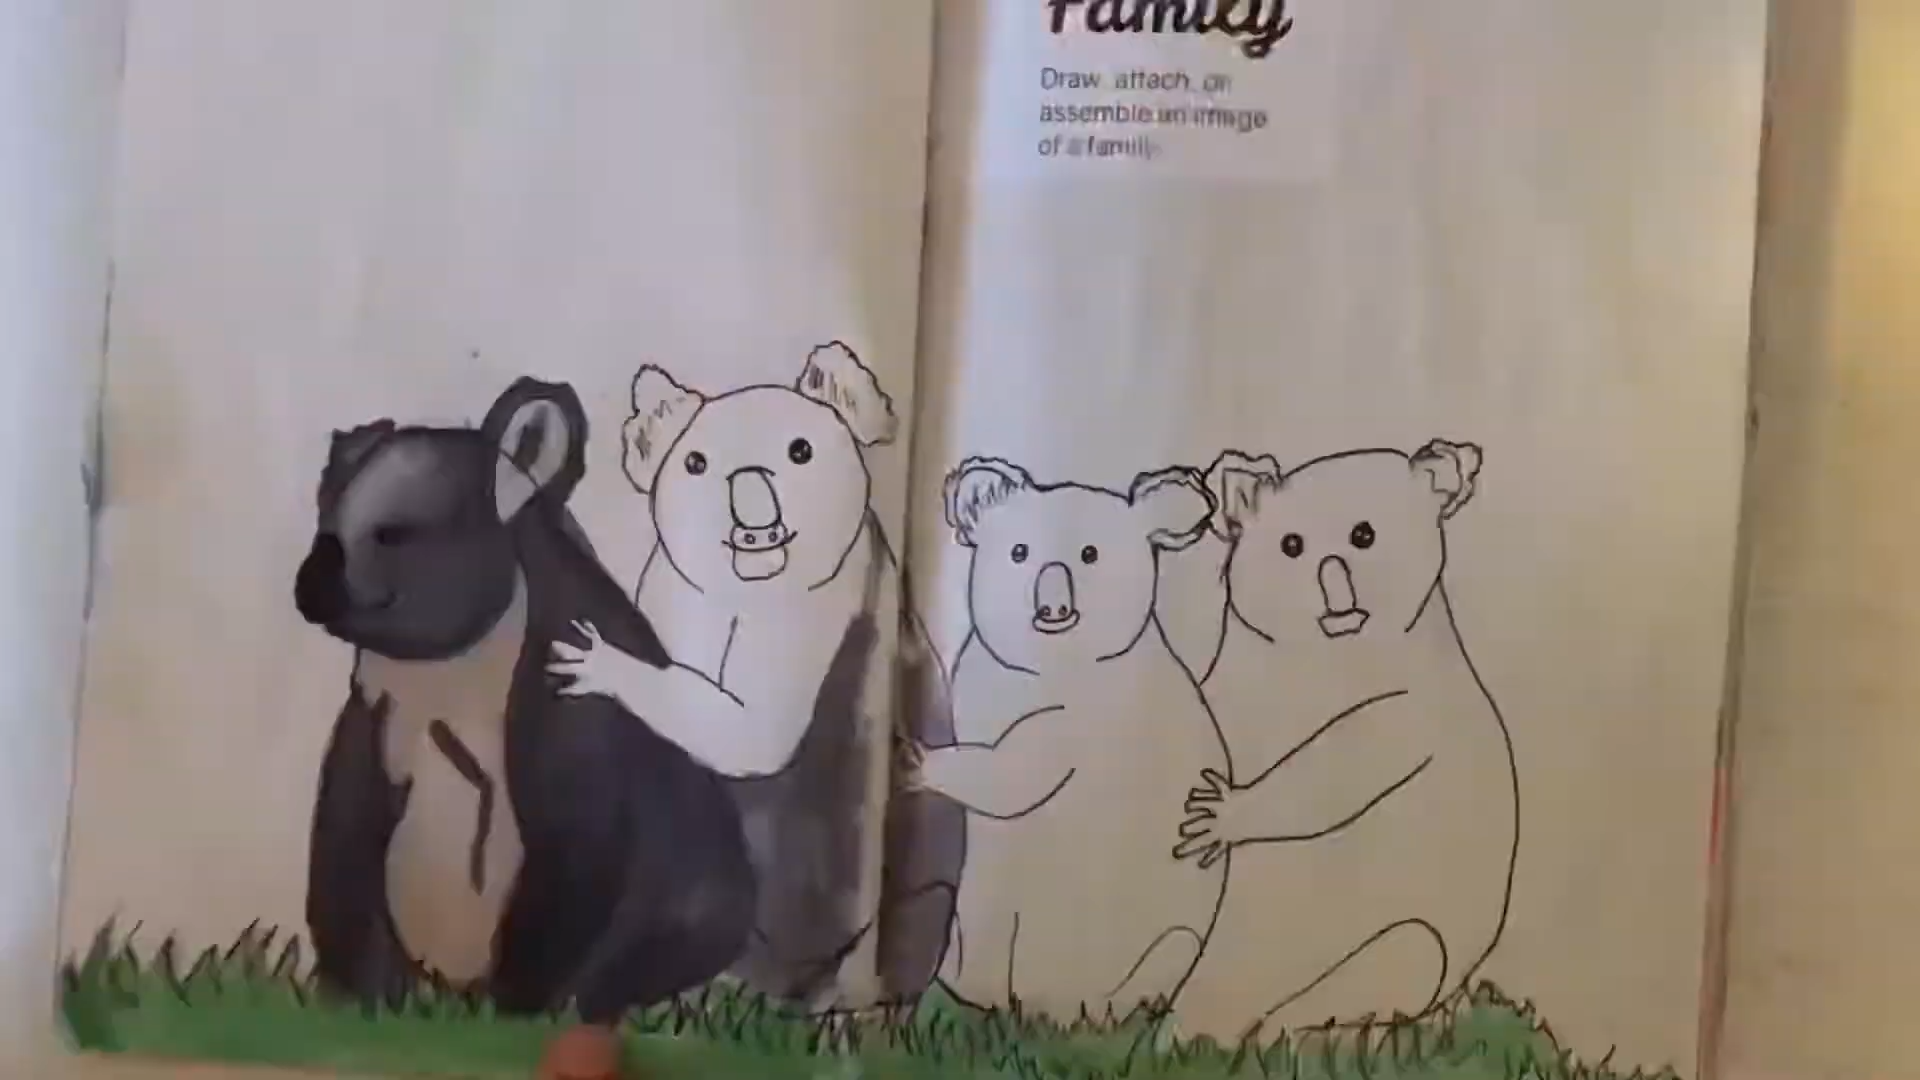 Family
Draw, attach, or
assemble an image
of a family.